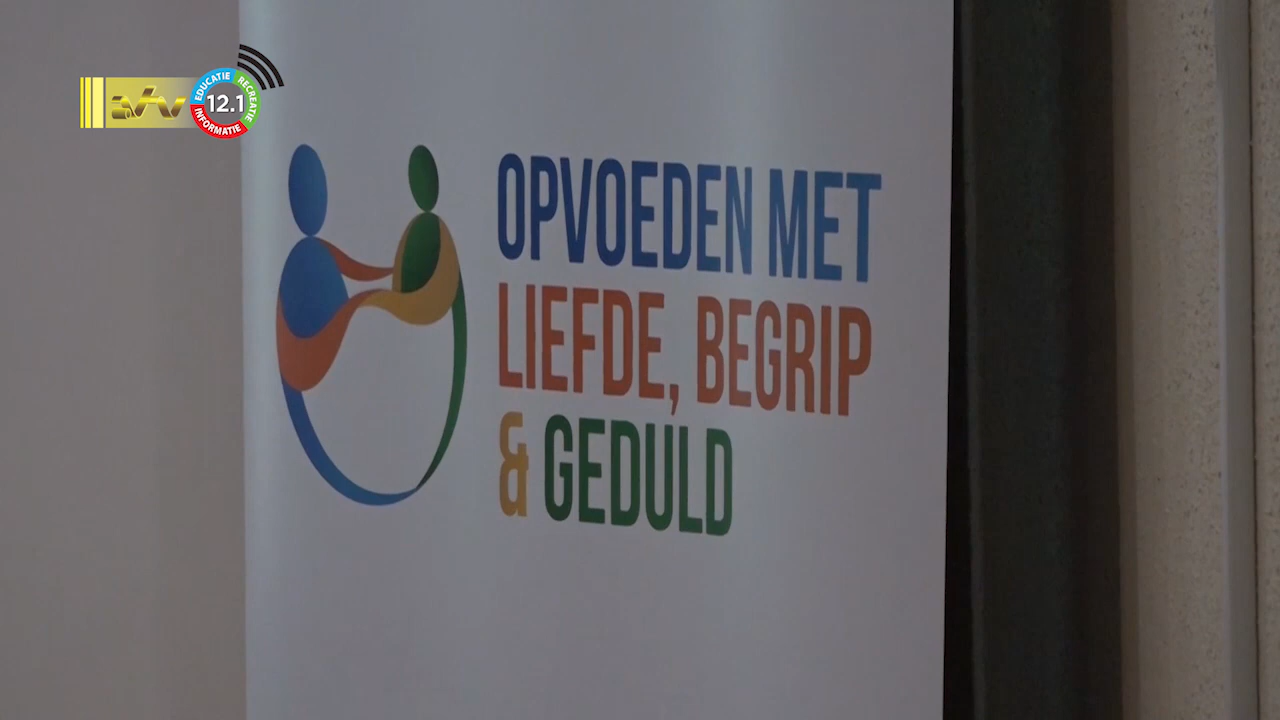 EDUCATIE
RECREATIE
INFORMATIE
12.1
OPVOEDEN MET
LIEFDE, BEGRIP
& GEDULD